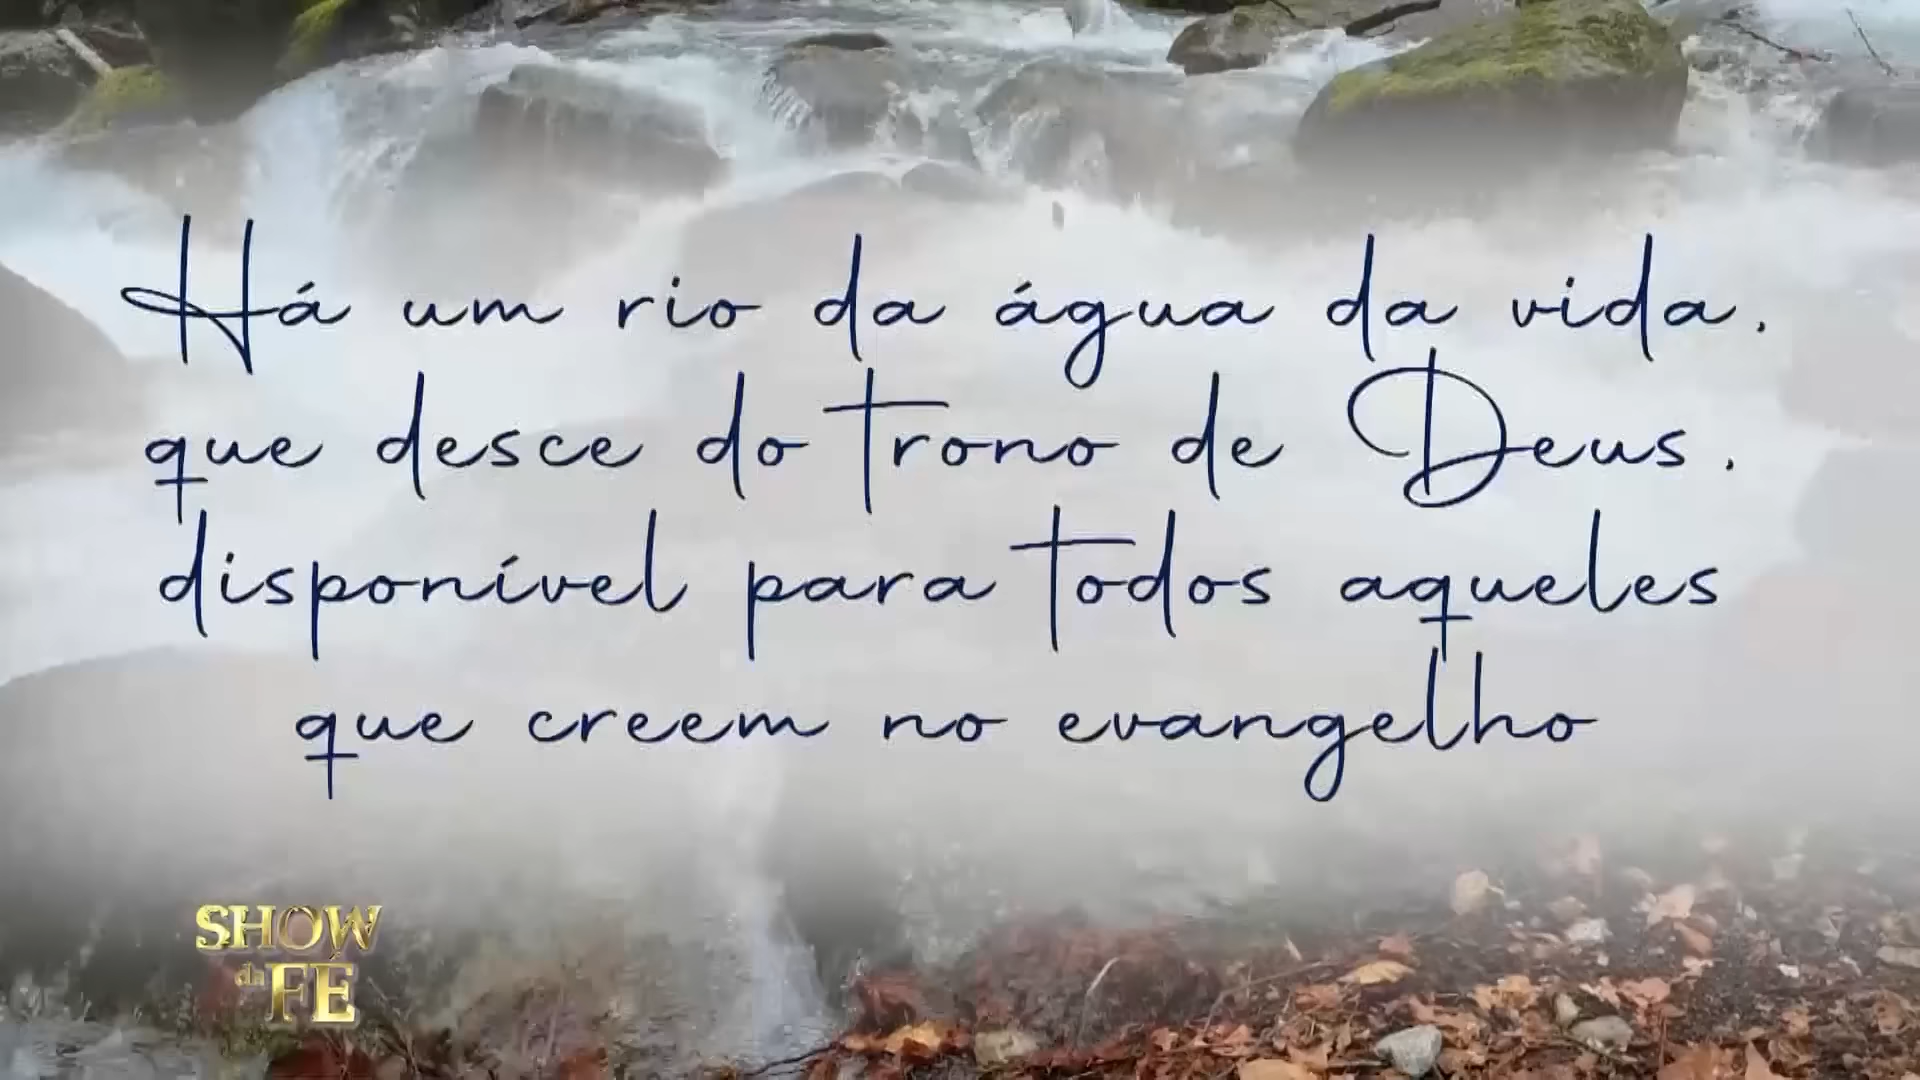 Há um rio da água da vida,
que desce do trono de Deus,
disponível para todos aqueles
que creem no evangelho
SHOW
da FÉ